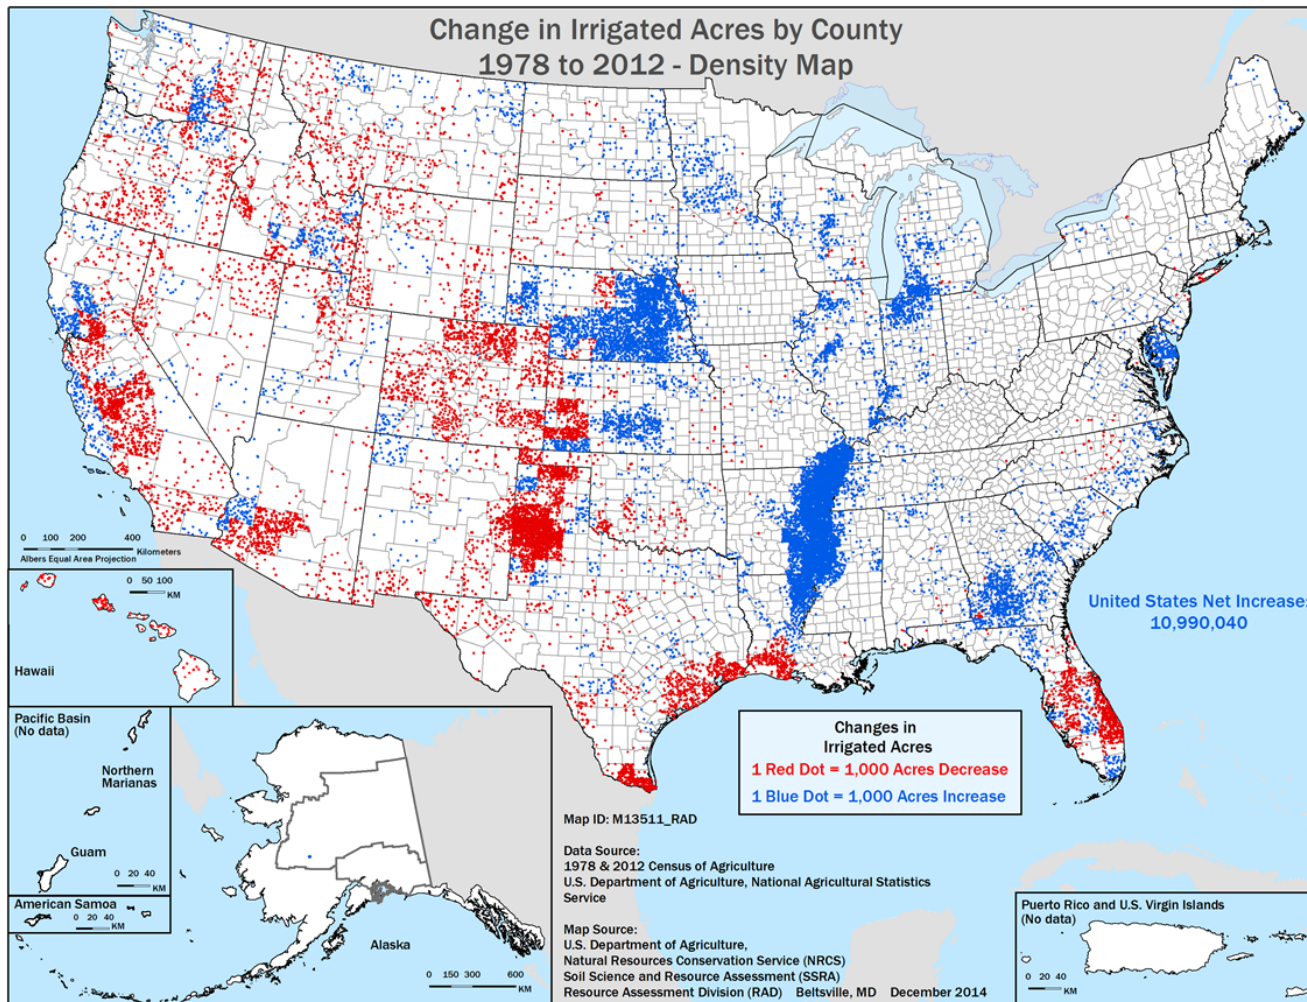 Change in Irrigated Acres by County
1978 to 2012 - Density Map
0 200 400
Kilometers
Albers Equal Area Projection
0 50 100
KM
Hawaii
United States Net Increase:
10,990,040
Pacific Basin
(No data)
Northern
Marianas
Guam
0 20 40
KM
American Samoa
0 20 40
KM
Alaska
0 150 300 600
KM
Changes in
Irrigated Acres
1 Red Dot = 1,000 Acres Decrease
1 Blue Dot = 1,000 Acres Increase
Map ID: M13511_RAD
Data Source:
1978 & 2012 Census of Agriculture
U.S. Department of Agriculture, National Agricultural Statistics
Service
Map Source:
U.S. Department of Agriculture,
Natural Resources Conservation Service (NRCS)
Soil Science and Resource Assessment (SSRA)
Resource Assessment Division (RAD) Beltsville, MD December 2014
Puerto Rico and U.S. Virgin Islands
(No data)
0 20 40
KM